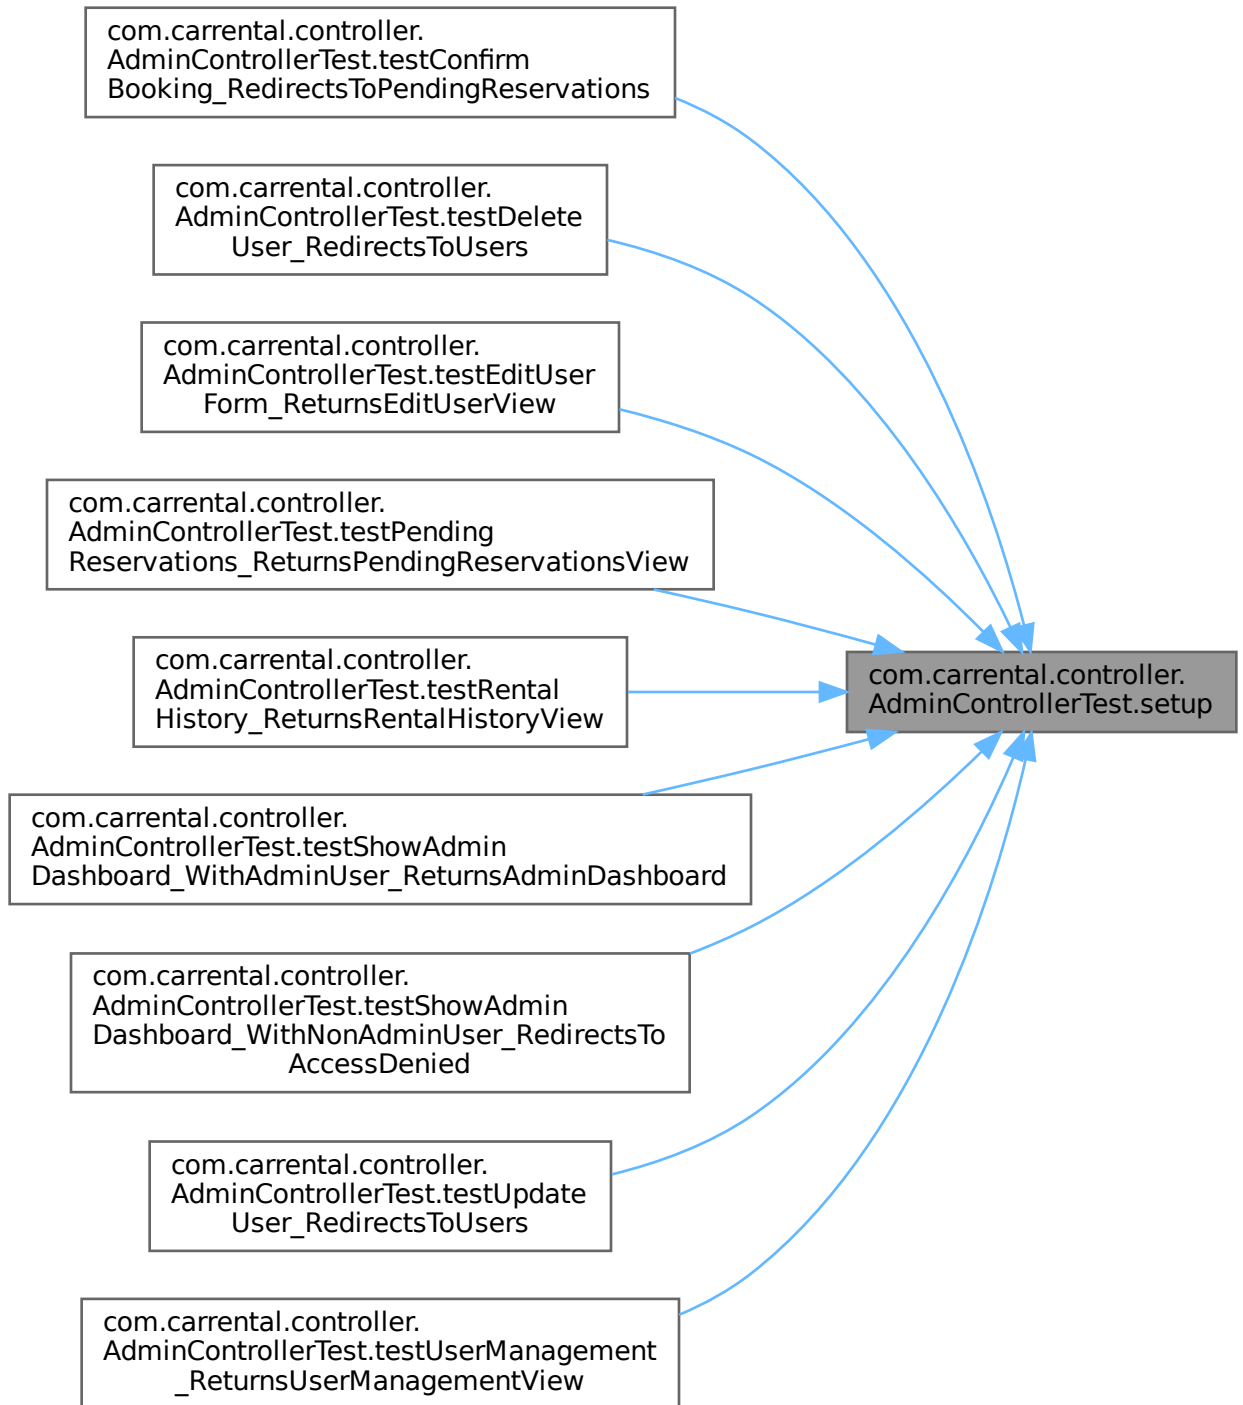 com.carrental.controller.
AdminControllerTest.testConfirm
Booking_RedirectsToPendingReservations
com.carrental.controller.
AdminControllerTest.testDelete
User_RedirectsToUsers
com.carrental.controller.
AdminControllerTest.testEditUser
Form_ReturnsEditUserView
com.carrental.controller.
AdminControllerTest.testPending
Reservations_ReturnsPendingReservationsView
com.carrental.controller.
AdminControllerTest.testRental
History_ReturnsRentalHistoryView
com.carrental.controller.
AdminControllerTest.setup
com.carrental.controller.
AdminControllerTest.testShowAdmin
Dashboard_WithAdminUser_ReturnsAdminDashboard
com.carrental.controller.
AdminControllerTest.testShowAdmin
Dashboard_WithNonAdminUser_RedirectsTo
AccessDenied
com.carrental.controller.
AdminControllerTest.testUpdate
User_RedirectsToUsers
com.carrental.controller.
AdminControllerTest.testUserManagement
_ReturnsUserManagementView